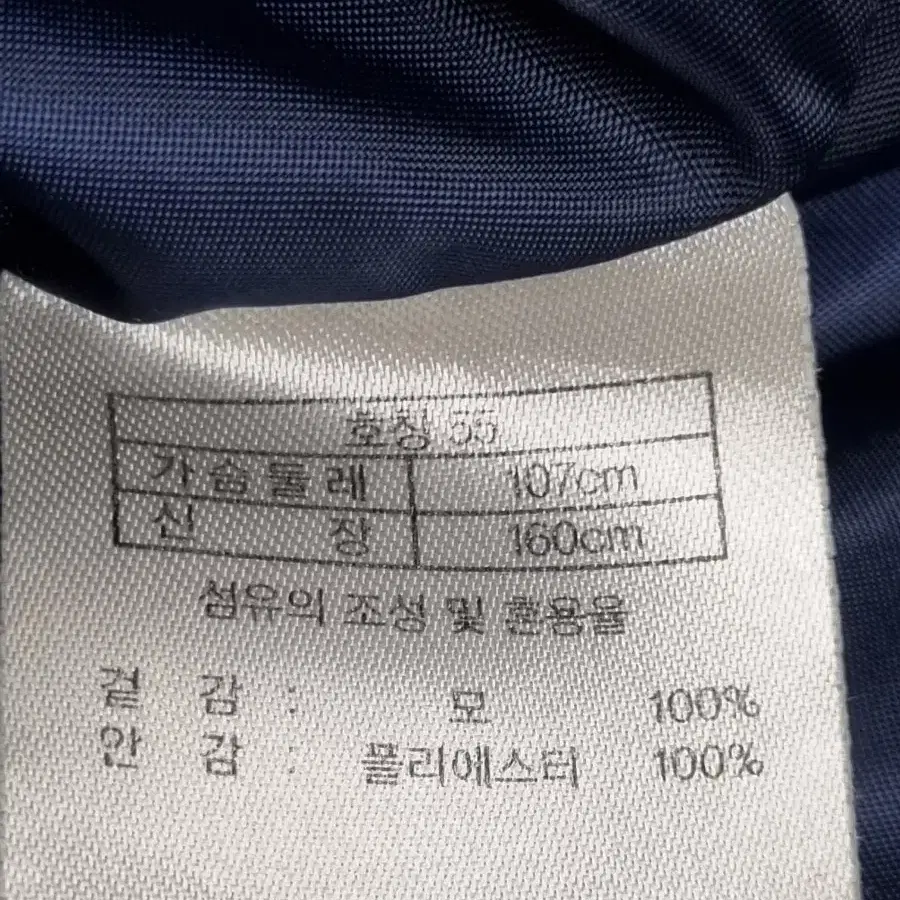 호칭 55
가슴둘레 107cm
신장 160cm
섬유의 조성 및 혼용율
겉감 : 모 100%
안감 : 폴리에스터 100%